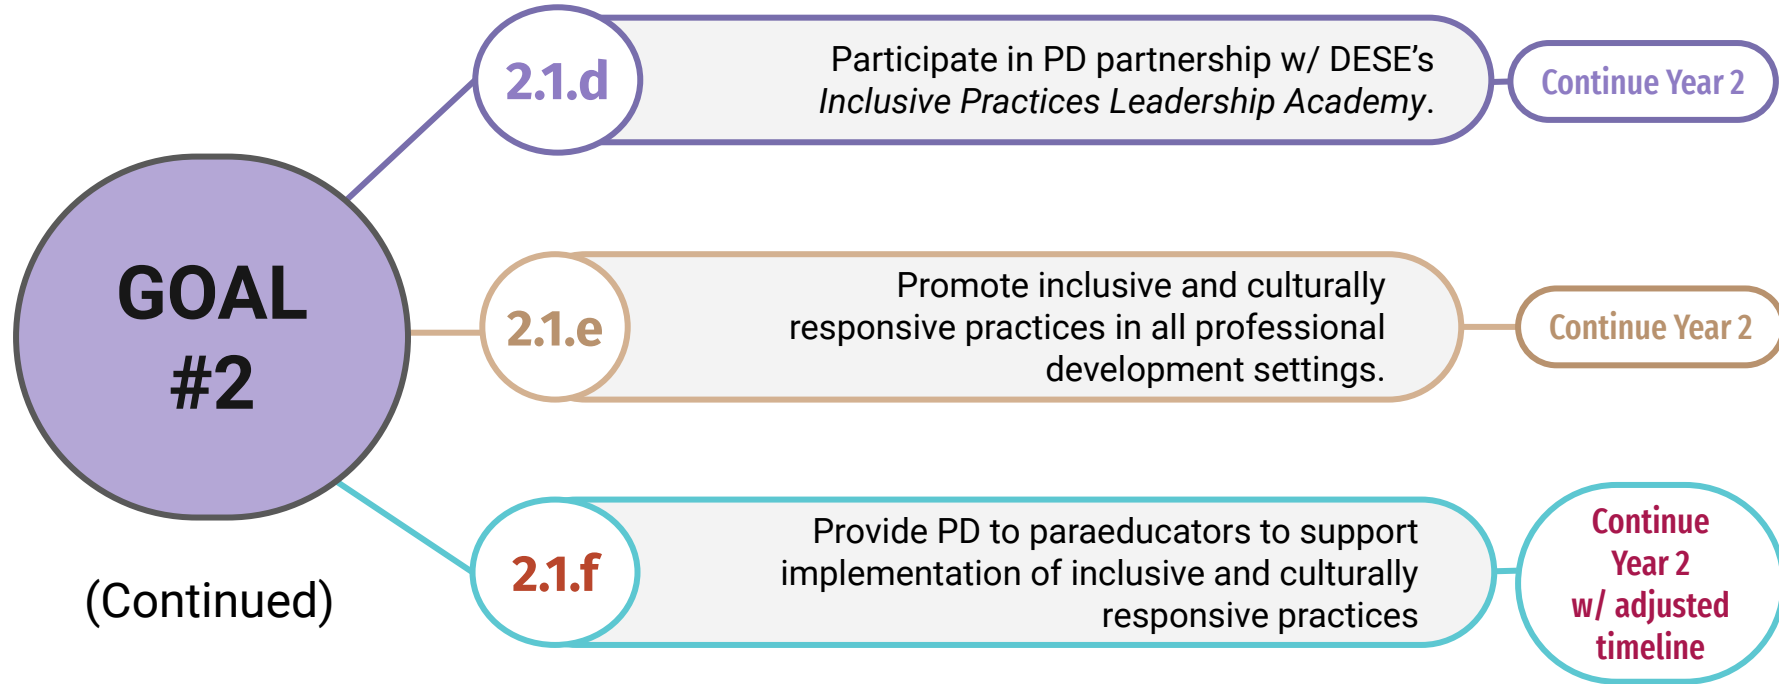 GOAL
#2
(Continued)
2.1.d
Participate in PD partnership w/ DESE’s
Inclusive Practices Leadership Academy.
Continue Year 2
2.1.e
Promote inclusive and culturally
responsive practices in all professional
development settings.
Continue Year 2
2.1.f
Provide PD to paraeducators to support
implementation of inclusive and culturally
responsive practices
Continue
Year 2
w/ adjusted
timeline